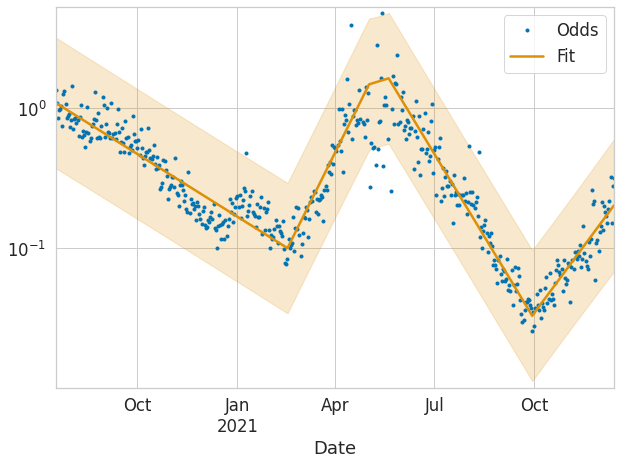 Odds
Fit
10⁰
10⁻¹
Oct
Jan
2021
Apr
Jul
Oct
Date